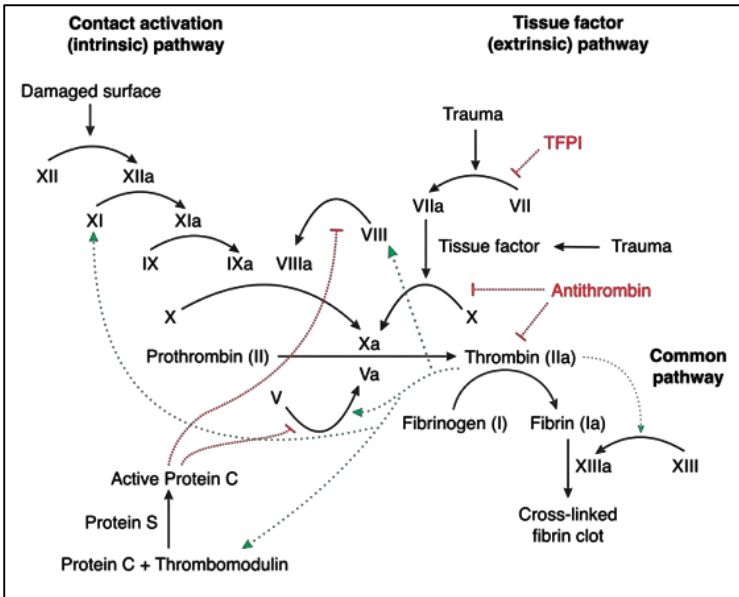 Contact activation
(intrinsic) pathway
Tissue factor
(extrinsic) pathway
Damaged surface
Trauma
TFPI
XII
XIIa
VIIa
VII
XI
XIa
VIII
Tissue factor
Trauma
IX
IXa
VIIIa
Antithrombin
X
X
Xa
Prothrombin (II)
Thrombin (IIa)
Common
pathway
Va
V
Fibrinogen (I)
Fibrin (Ia)
XIIIa
XIII
Active Protein C
Cross-linked
fibrin clot
Protein S
Protein C + Thrombomodulin